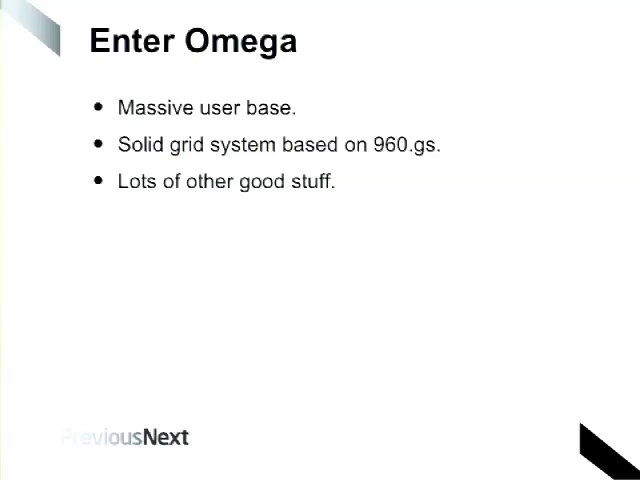 Enter Omega
• Massive user base.
• Solid grid system based on 960.gs.
• Lots of other good stuff.
PreviousNext